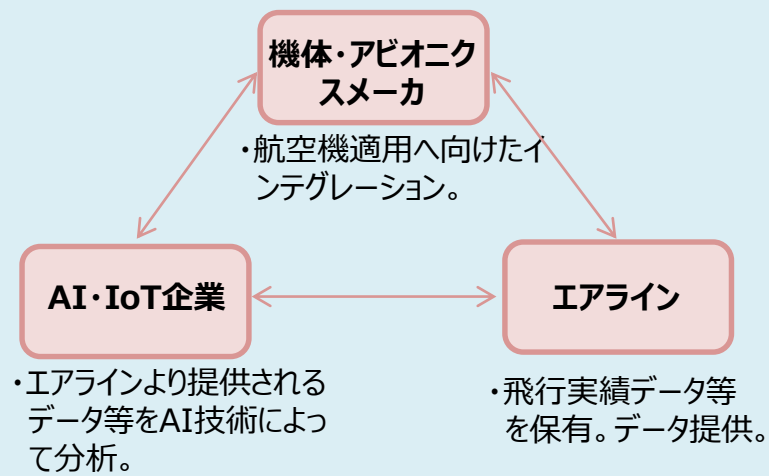 機体・アビオニク
スメーカ
・航空機適用へ向けたイ
ンテグレーション。
AI・IoT企業
エアライン
・エアラインより提供される
データ等をAI技術によっ
て分析。
・飛行実績データ等
を保有。データ提供。